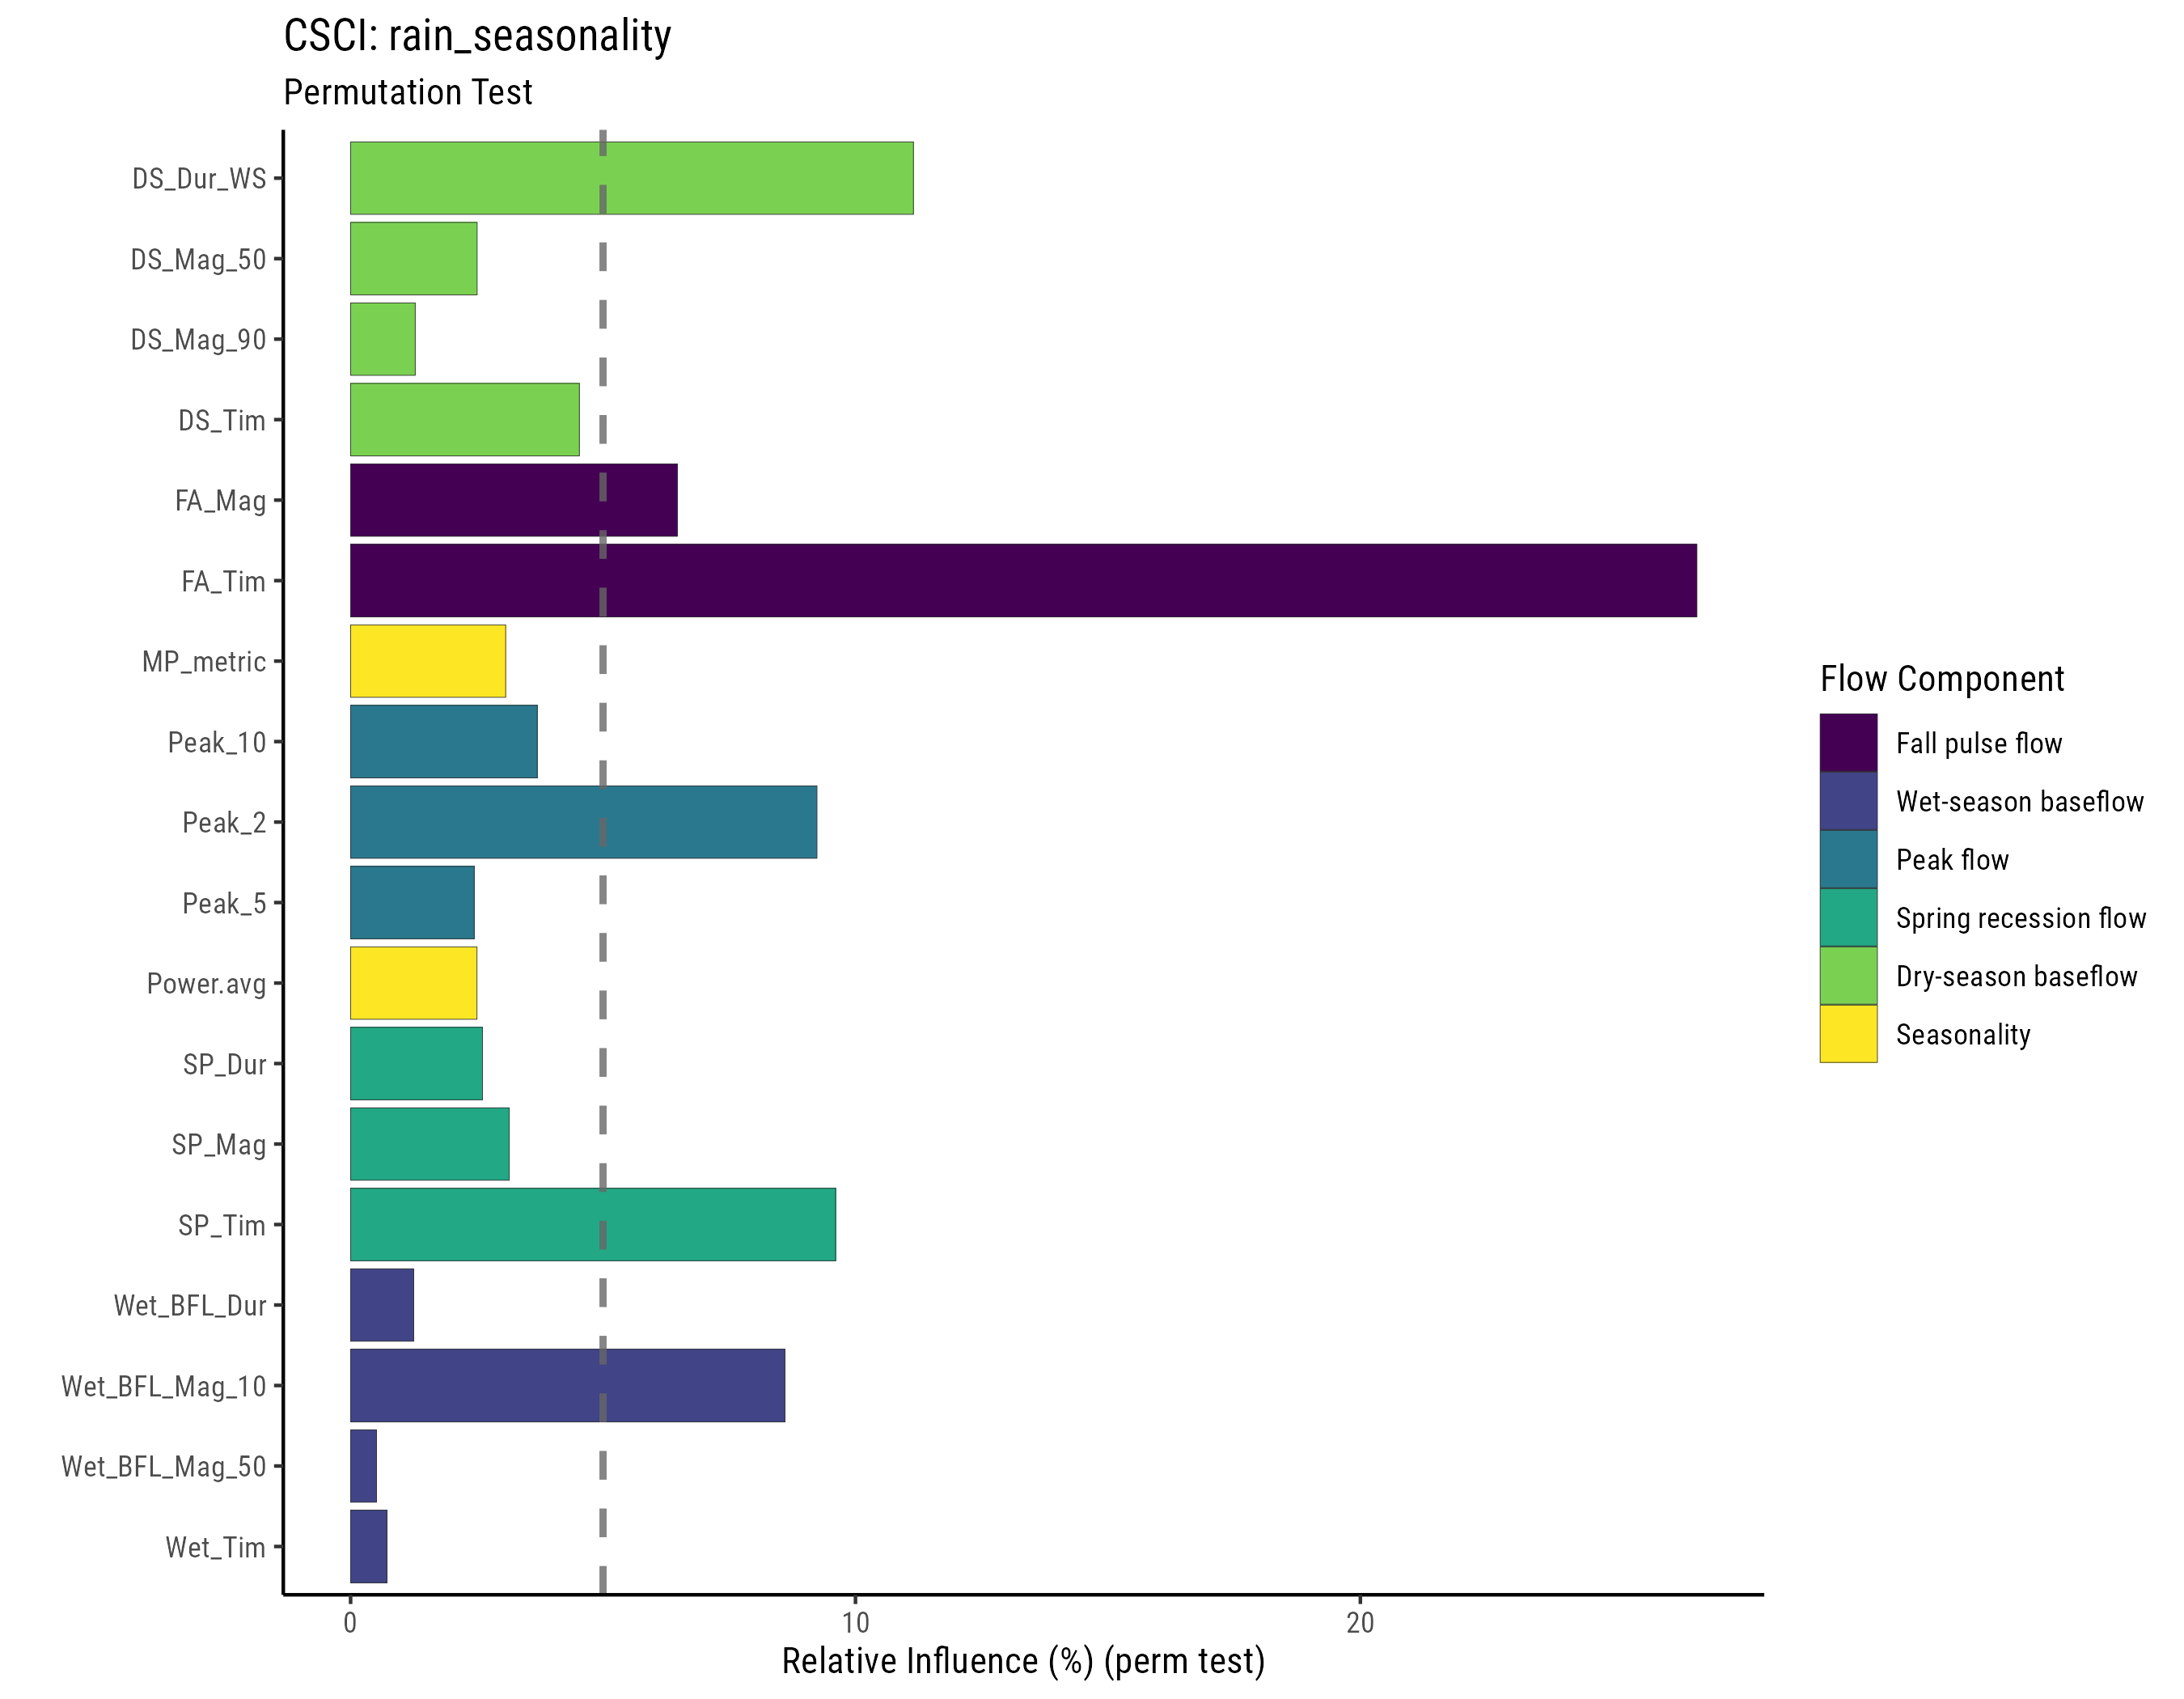 CSCI: rain_seasonality
Permutation Test
DS_Dur_WS
DS_Mag_50
DS_Mag_90
DS_Tim
FA_Mag
FA_Tim
MP_metric
Peak_10
Peak_2
Peak_5
Power.avg
SP_Dur
SP_Mag
SP_Tim
Wet_BFL_Dur
Wet_BFL_Mag_10
Wet_BFL_Mag_50
Wet_Tim
0 10 20
Relative Influence (%) (perm test)
Flow Component
Fall pulse flow
Wet-season baseflow
Peak flow
Spring recession flow
Dry-season baseflow
Seasonality